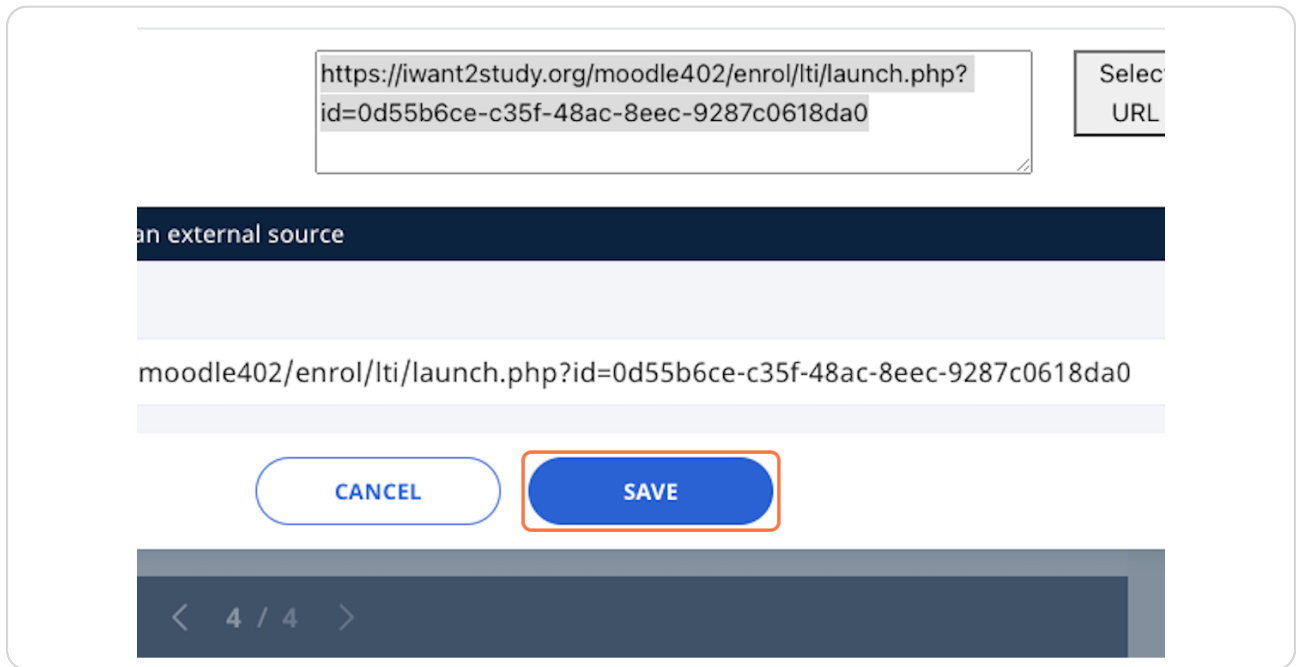 https://iwant2study.org/moodle402/enrol/lti/launch.php?
id=0d55b6ce-c35f-48ac-8eec-9287c0618da0
Select
URL
an external source
moodle402/enrol/lti/launch.php?id=0d55b6ce-c35f-48ac-8eec-9287c0618da0
CANCEL
SAVE
4 / 4